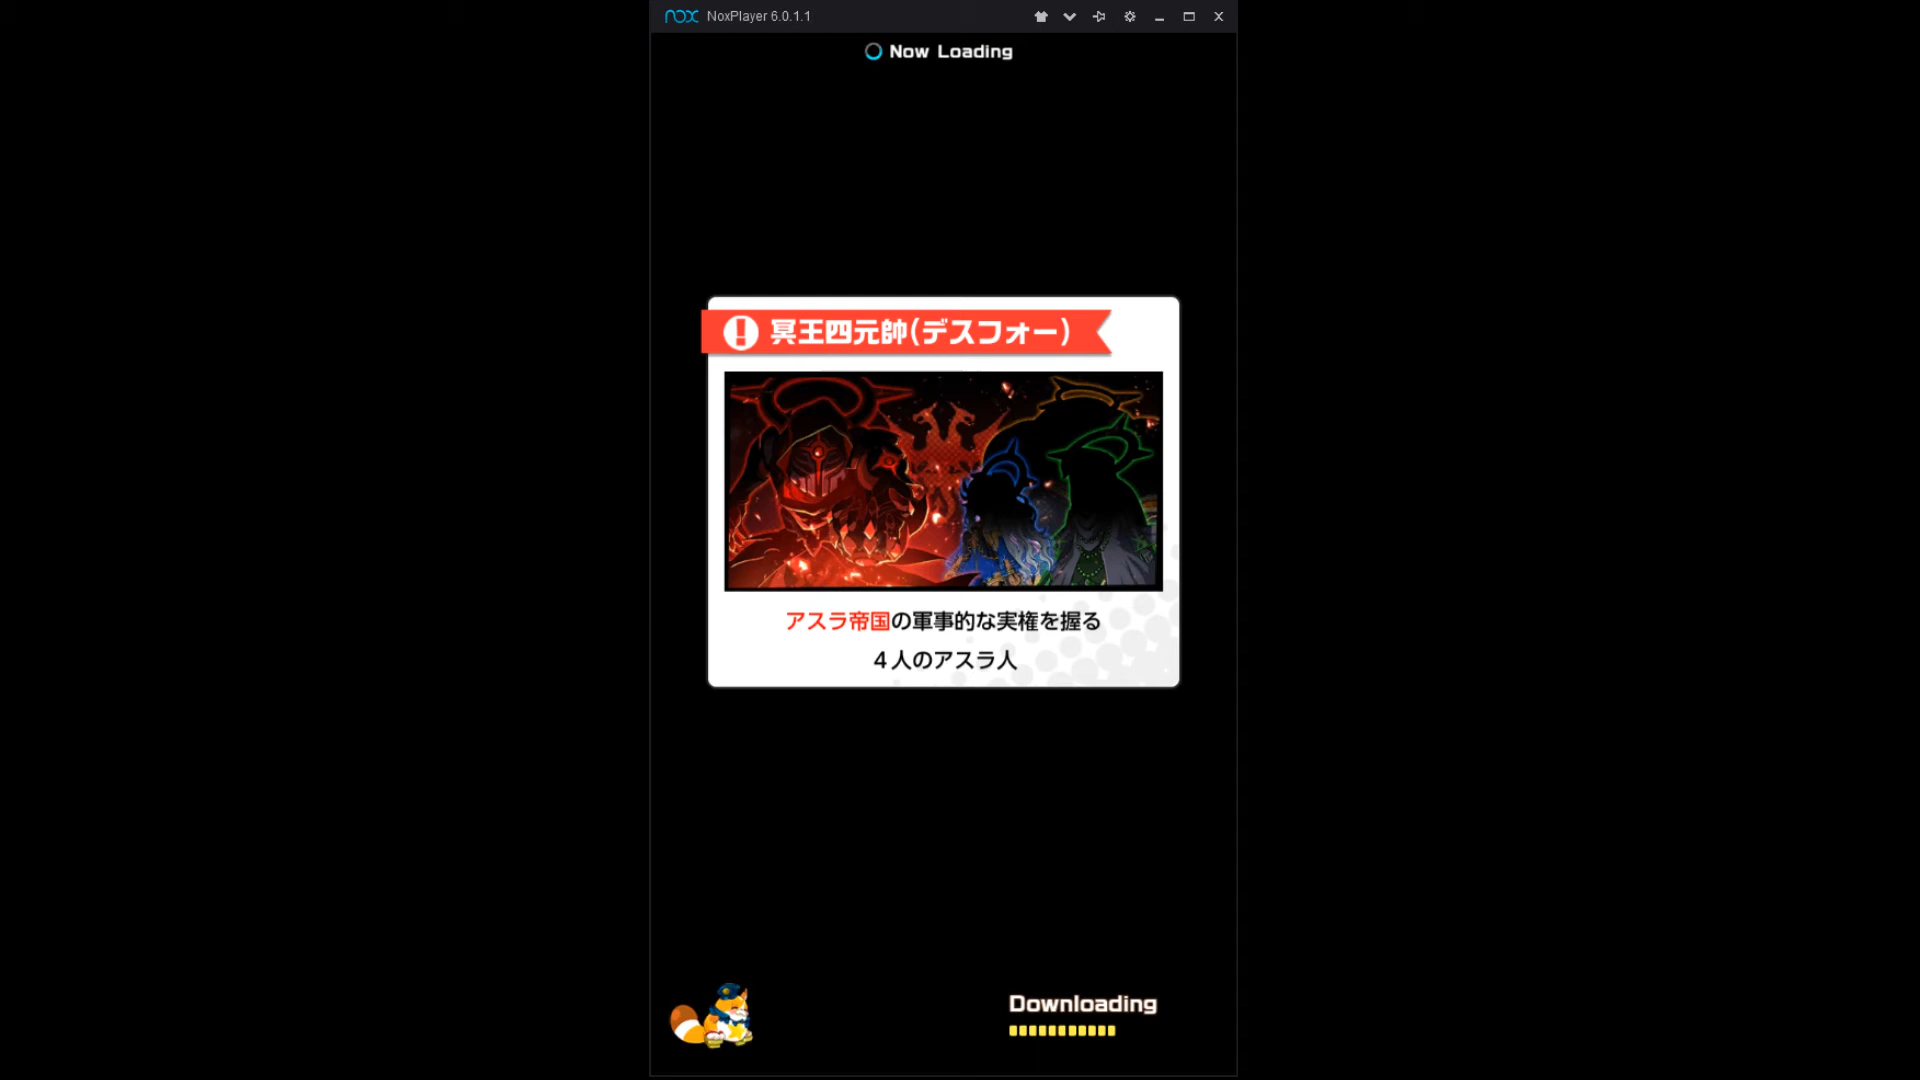 nox NoxPlayer 6.0.1.1
Now Loading
冥王四元帥(デスフォー)
アスラ帝国の軍事的な実権を握る
4人のアスラ人
Downloading